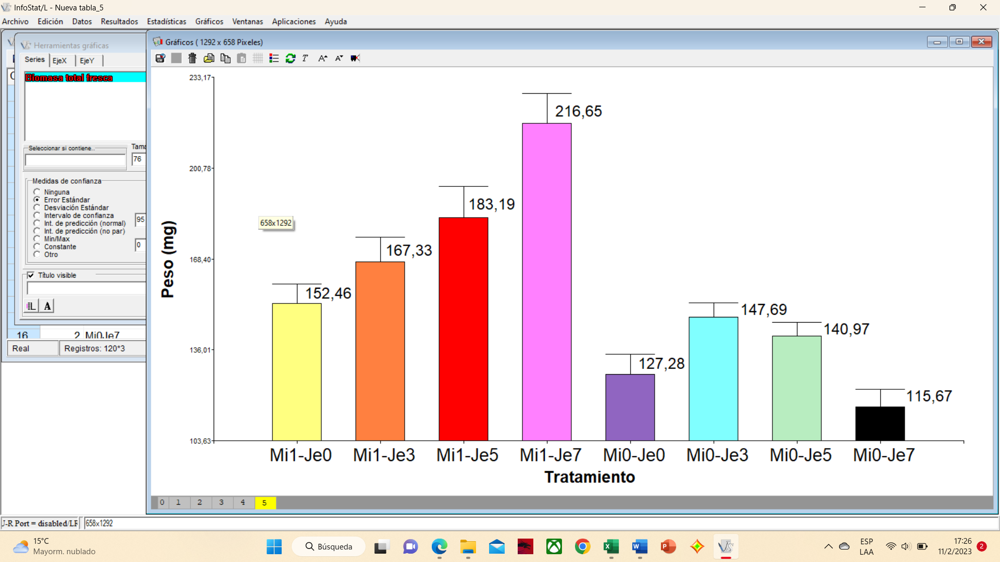 InfoStat/L - Nueva tabla_5
Archivo Edición Datos Resultados Estadísticas Gráficos Ventanas Aplicaciones Ayuda
Herramientas gráficas
Series EjeX EjeY
Biomasa total fresca
Seleccionar si contiene..
76
Medidas de confianza
Ninguna
Error Estándar
Desviación Estándar
Intervalo de confianza
95
Int. de predicción (normal)
Int. de predicción (no par)
Min/Max
Constante
0
Otro
Título visible
A
16 2 Mi0Je7
Real Registros: 120*3
Gráficos ( 1292 x 658 Pixeles)
233,17
200,78
168,40
136,01
103,63
Peso (mg)
658x1292
152,46
167,33
183,19
216,65
127,28
147,69
140,97
115,67
Mi1-Je0 Mi1-Je3 Mi1-Je5 Mi1-Je7 Mi0-Je0 Mi0-Je3 Mi0-Je5 Mi0-Je7
Tratamiento
0 1 2 3 4 5
J-R Port = disabled/LF 658x1292
15°C
Mayorm. nublado
Búsqueda
ESP
LAA
17:26
11/2/2023
2